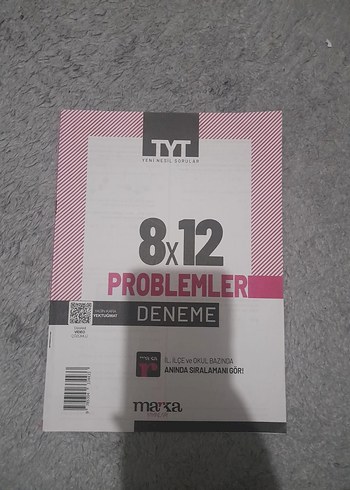 TYT
YENİ NESİL SORULAR
8x12
PROBLEMLER
DENEME
İL, İLÇE ve OKUL BAZINDA
ANINDA SIRALAMANI GÖR!
marka